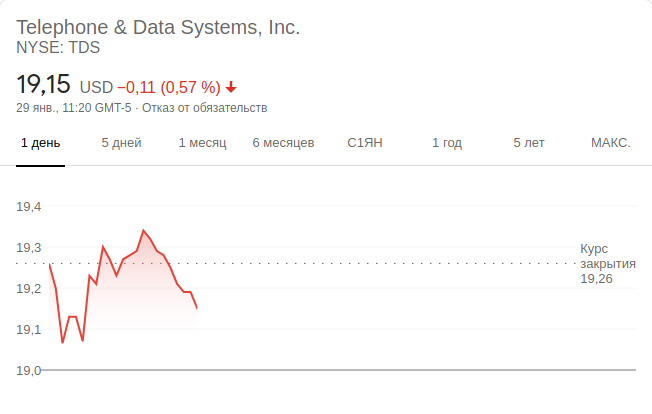 Telephone & Data Systems, Inc.
NYSE: TDS
19,15 USD −0,11 (0,57 %)
29 янв., 11:20 GMT-5 · Отказ от обязательств
1 день 5 дней 1 месяц 6 месяцев С1ЯН 1 год 5 лет МАКС.
19,4
19,3
Курс
закрытия
19,26
19,2
19,1
19,0